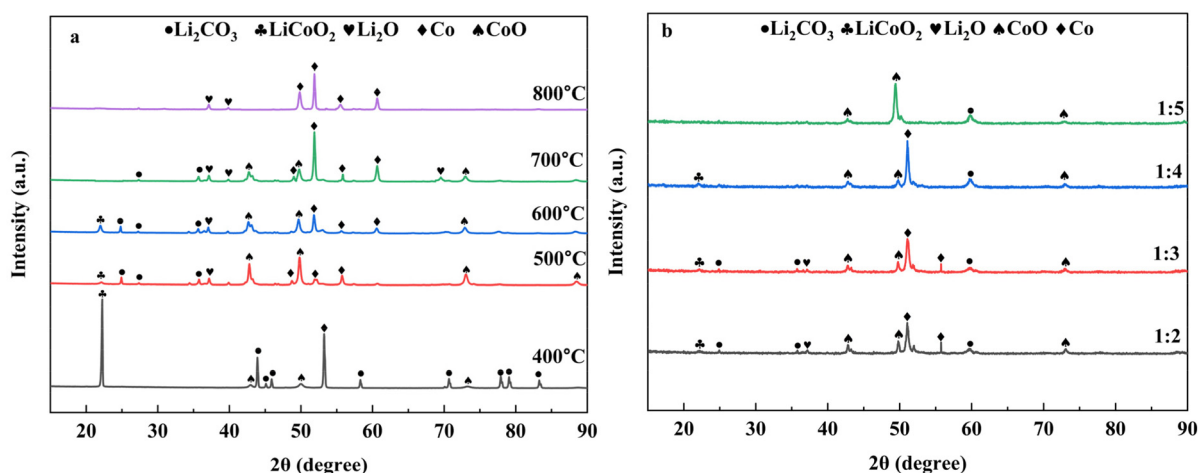 a
●Li₂CO₃ ♣LiCoO₂ ♥Li₂O ♦Co ♠CoO
800°C
700°C
600°C
500°C
400°C
Intensity (a.u.)
20 30 40 50 60 70 80 90
2θ (degree)
b
●Li₂CO₃ ♣LiCoO₂ ♥Li₂O ♠CoO ♦Co
1:5
1:4
1:3
1:2
Intensity (a.u.)
20 30 40 50 60 70 80 90
2θ (degree)